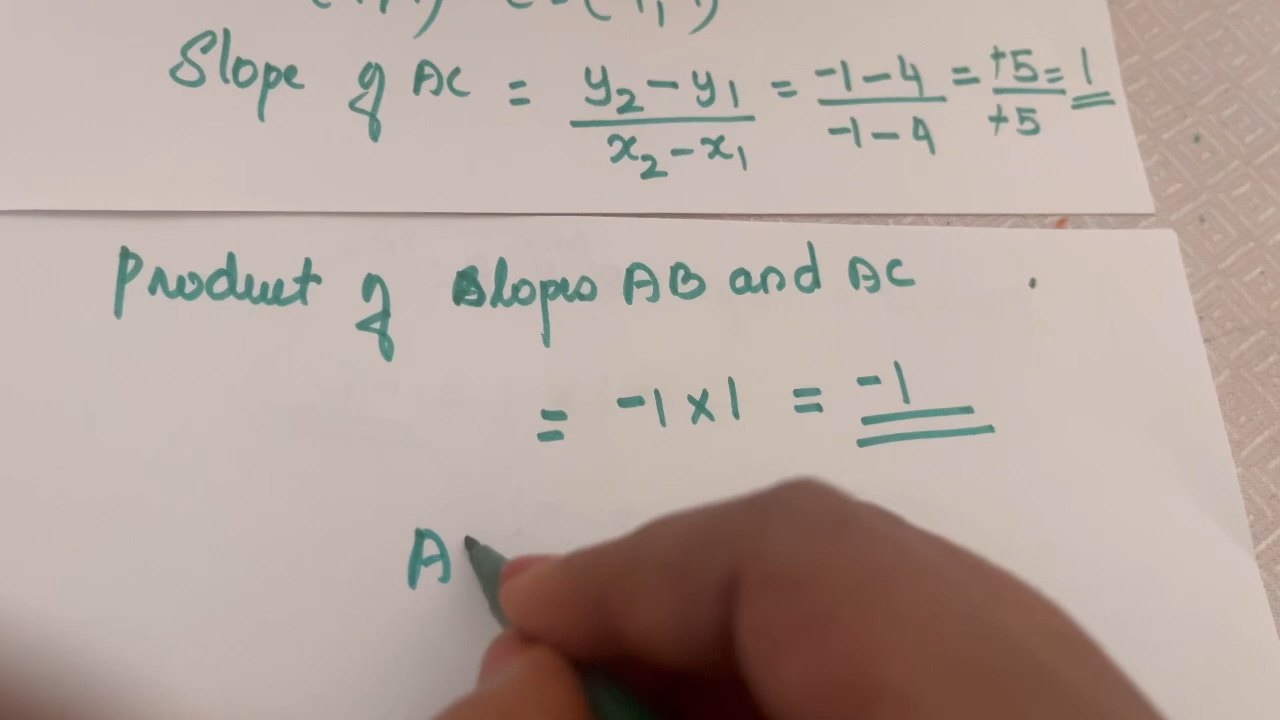 Slope of AC = y₂-y₁/x₂-x₁ = -1-4/-1-4 = +5/+5 = 1
Product of slopes AB and AC
= -1 × 1 = -1
A